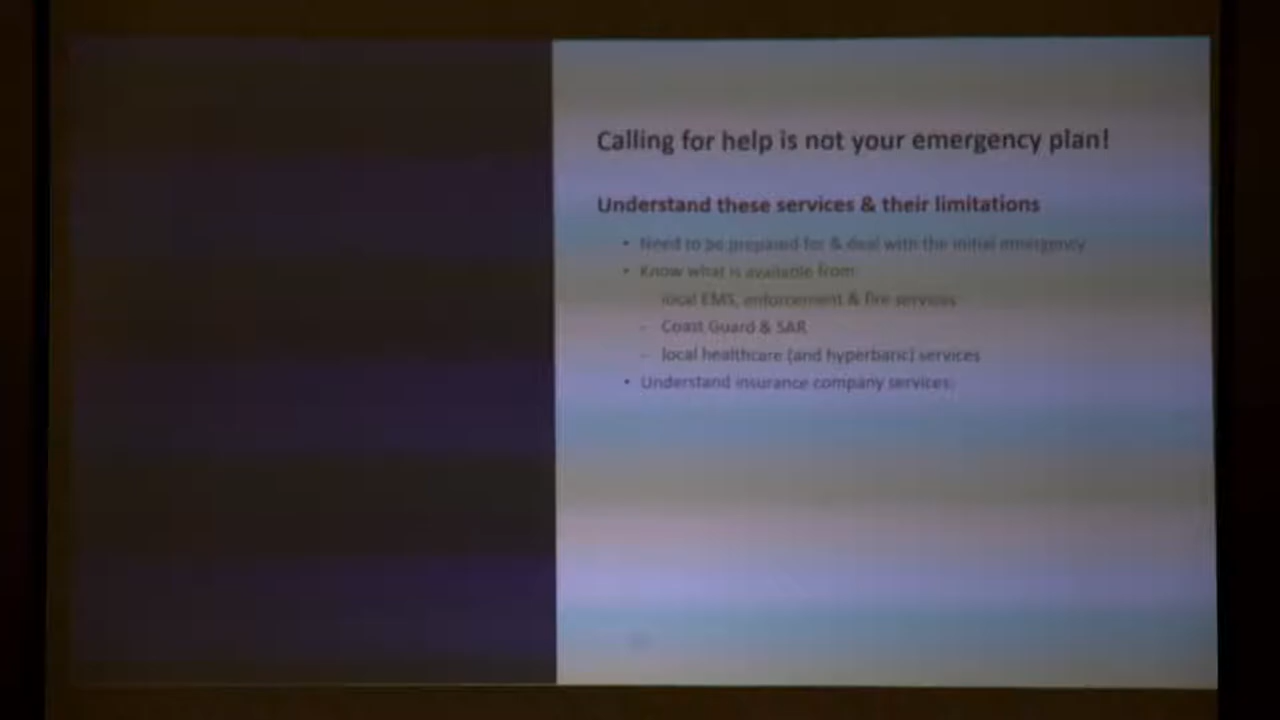 Calling for help is not your emergency plan!
Understand these services & their limitations
• Need to be prepared for & deal with the initial emergency
• Know what is available from:
local EMS, enforcement & fire services
- Coast Guard & SAR
- local healthcare (and hyperbaric) services
• Understand insurance company services.